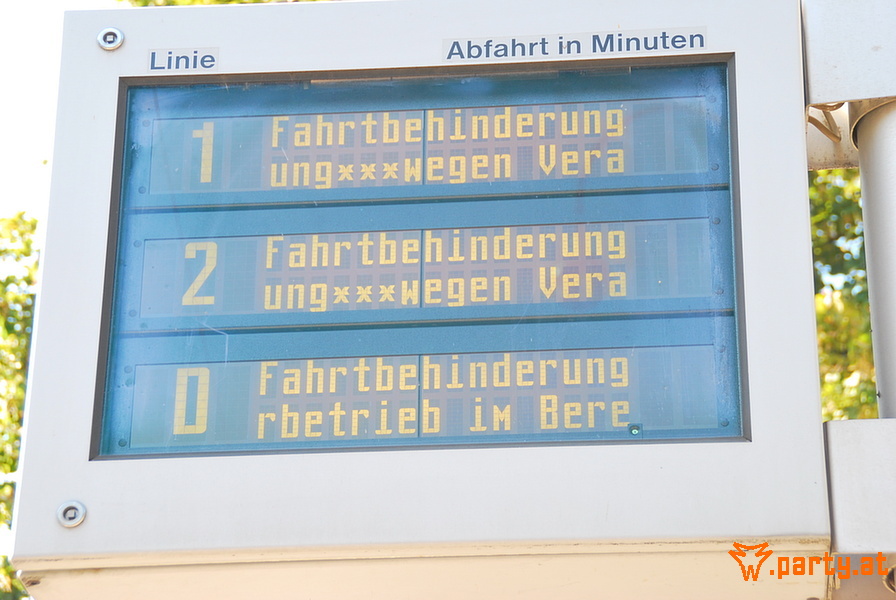 Linie Abfahrt in Minuten
1 Fahrtbehinderung
ung***wegen Vera
2 Fahrtbehinderung
ung***wegen Vera
D Fahrtbehinderung
rbetrieb im Bere
w.party.at